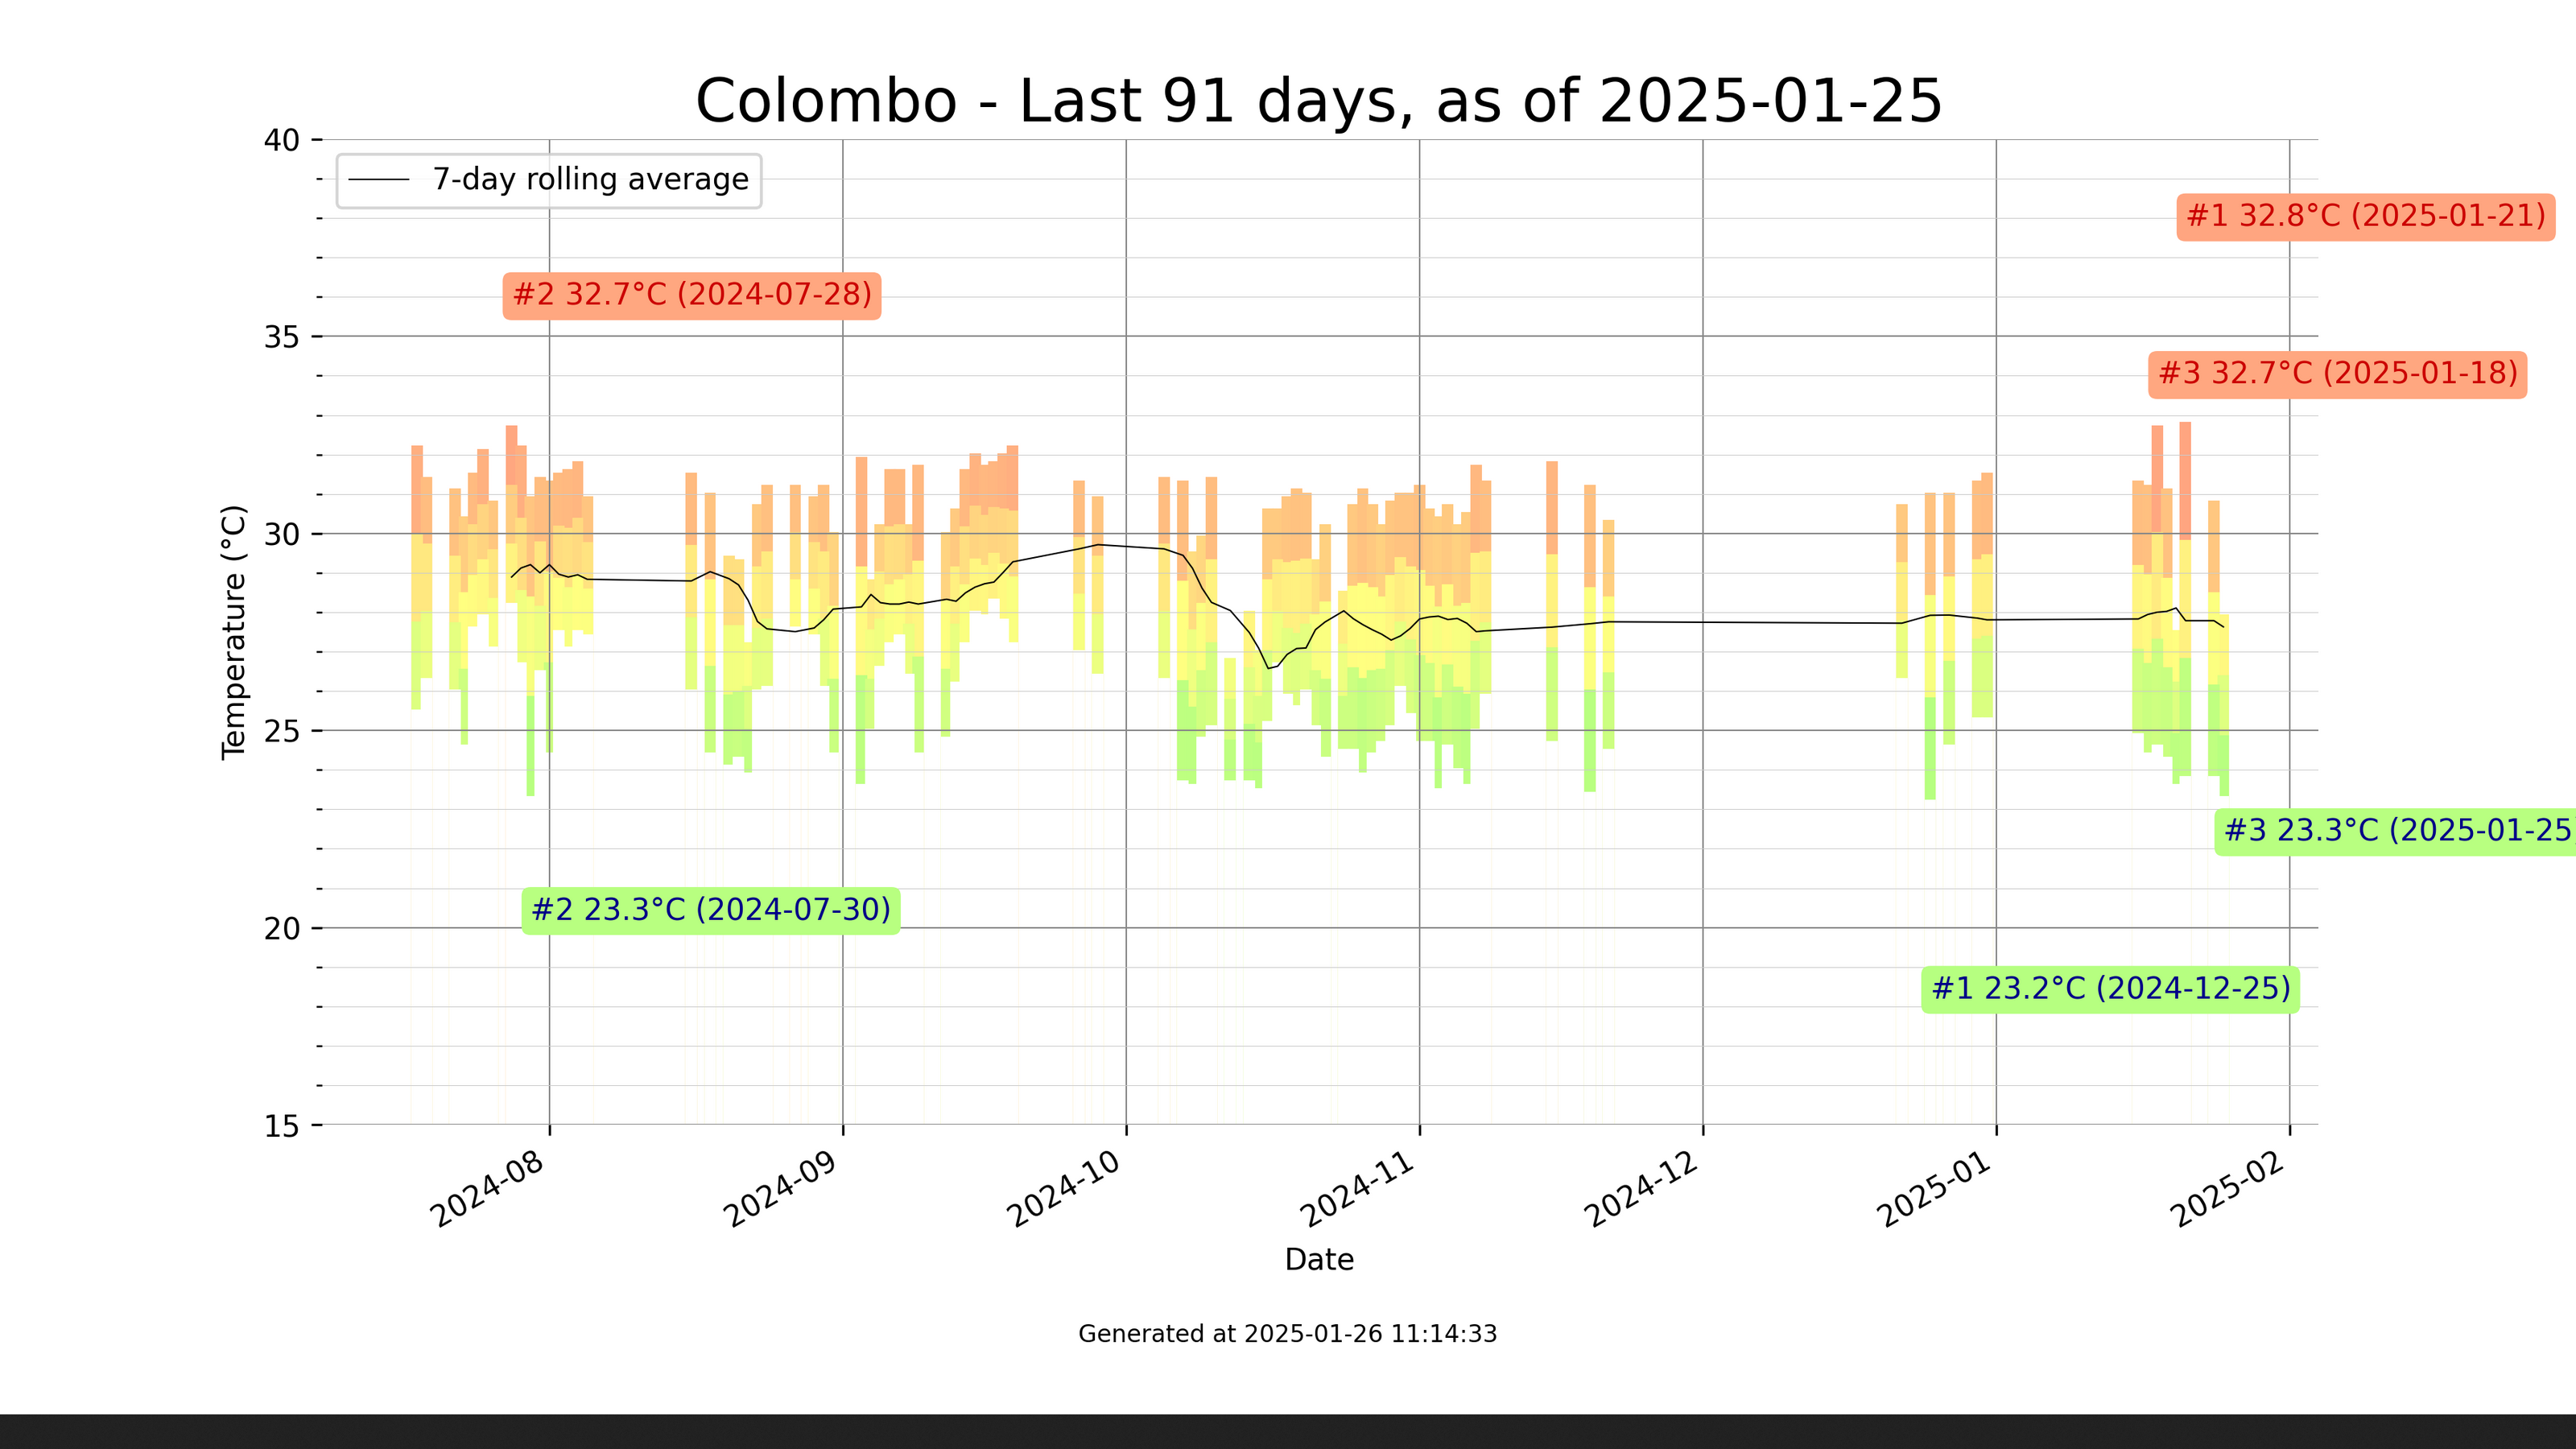 Colombo - Last 91 days, as of 2025-01-25
40
35
30
25
20
15
Temperature (°C)
7-day rolling average
#1 32.8°C (2025-01-21)
#2 32.7°C (2024-07-28)
#3 32.7°C (2025-01-18)
#3 23.3°C (2025-01-25)
#2 23.3°C (2024-07-30)
#1 23.2°C (2024-12-25)
2024-08
2024-09
2024-10
2024-11
2024-12
2025-01
2025-02
Date
Generated at 2025-01-26 11:14:33